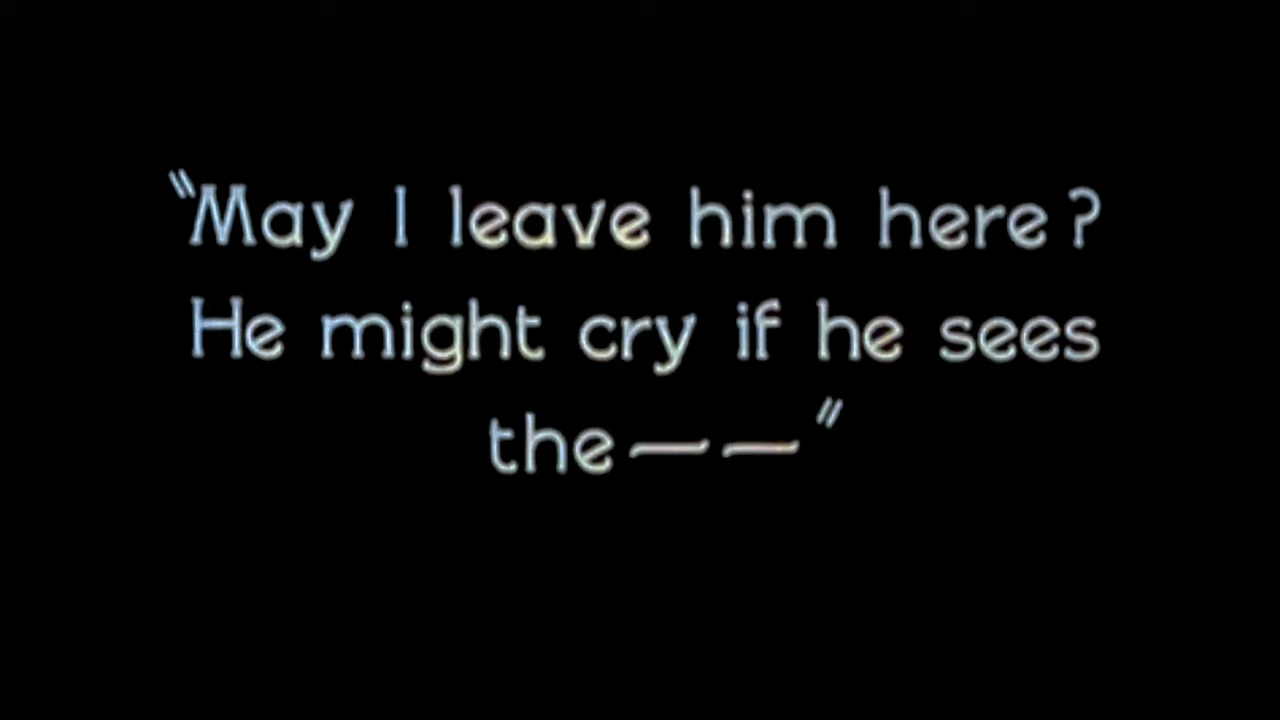 "May I leave him here?
He might cry if he sees
the — — "